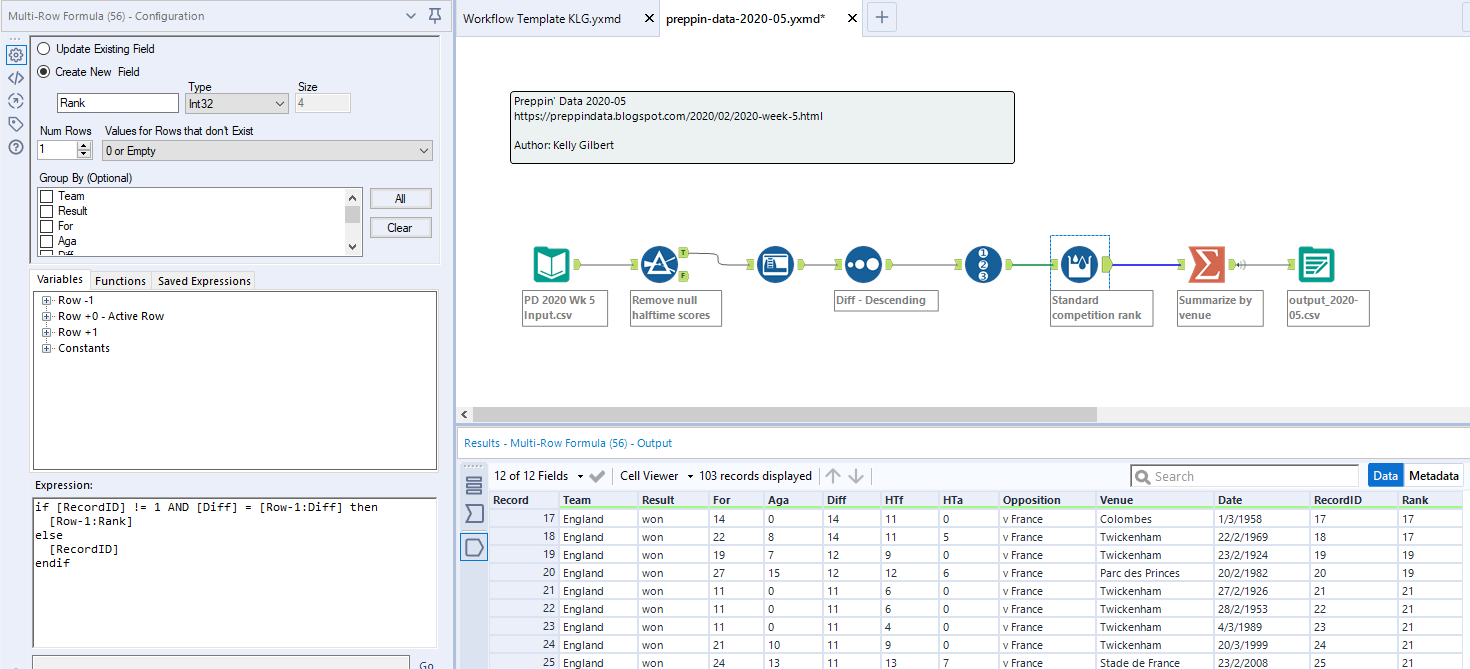 Multi-Row Formula (56) - Configuration
Update Existing Field
Create New Field
Type
Size
Rank
Int32
4
Num Rows
Values for Rows that don't Exist
1
0 or Empty
Group By (Optional)
Team
Result
For
Aga
All
Clear
Variables
Functions
Saved Expressions
Row -1
Row +0 - Active Row
Row +1
Constants
Expression:
if [RecordID] != 1 AND [Diff] = [Row-1:Diff] then
[Row-1:Rank]
else
[RecordID]
endif
Go
Workflow Template KLG.yxmd
preppin-data-2020-05.yxmd*
Preppin' Data 2020-05
https://preppindata.blogspot.com/2020/02/2020-week-5.html
Author: Kelly Gilbert
T
F
1
2
3
PD 2020 Wk 5
Input.csv
Remove null
halftime scores
Diff - Descending
Standard
competition rank
Summarize by
venue
output_2020-
05.csv
Results - Multi-Row Formula (56) - Output
12 of 12 Fields
Cell Viewer
103 records displayed
Search
Data
Metadata
Record Team Result For Aga Diff HTf HTa Opposition Venue Date RecordID Rank
17 England won 14 0 14 11 0 v France Colombes 1/3/1958 17 17
18 England won 22 8 14 11 5 v France Twickenham 22/2/1969 18 17
19 England won 19 7 12 9 0 v France Twickenham 23/2/1924 19 19
20 England won 27 15 12 12 6 v France Parc des Princes 20/2/1982 20 19
21 England won 11 0 11 6 0 v France Twickenham 27/2/1926 21 21
22 England won 11 0 11 6 0 v France Twickenham 28/2/1953 22 21
23 England won 11 0 11 4 0 v France Twickenham 4/3/1989 23 21
24 England won 21 10 11 9 0 v France Twickenham 20/3/1999 24 21
25 England won 24 13 11 13 7 v France Stade de France 23/2/2008 25 21